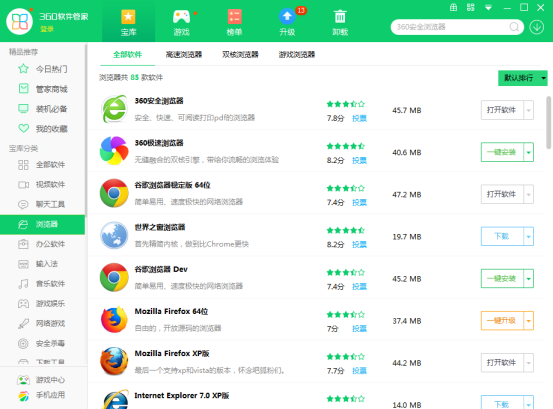 360软件管家
登录
宝库
游戏
榜单
13
升级
卸载
360安全浏览器
精品推荐
今日热门
管家商城
装机必备
我的收藏
宝库分类
全部软件
视频软件
聊天工具
浏览器
办公软件
输入法
音乐软件
游戏娱乐
网络游戏
安全杀毒
下载工具
游戏中心
手机应用
全部软件 高速浏览器 双核浏览器 游戏浏览器
浏览器共 85 款软件
默认排行
360安全浏览器
安全、快速、可阅读打印pdf的浏览器
7.8分 投票
45.7 MB
打开软件
360极速浏览器
无缝融合的双核引擎，带给你流畅的浏览体验
8.2分 投票
40.6 MB
一键安装
谷歌浏览器稳定版 64位
简单易用、速度极快的网络浏览器
7.4分 投票
47.2 MB
打开软件
世界之窗浏览器
首先精简内核，做到比Chrome更快
8.2分 投票
19.7 MB
下载
谷歌浏览器 Dev
简单易用、速度极快的网络浏览器
7.4分 投票
45.2 MB
一键安装
Mozilla Firefox 64位
自由的，开放源码的浏览器
7分 投票
37.4 MB
一键升级
Mozilla Firefox XP版
最后一个支持xp和vista的版本，怀念吧狐粉们。
7.7分 投票
44.2 MB
打开软件
Internet Explorer 7.0 XP版
14.0 MB
下载